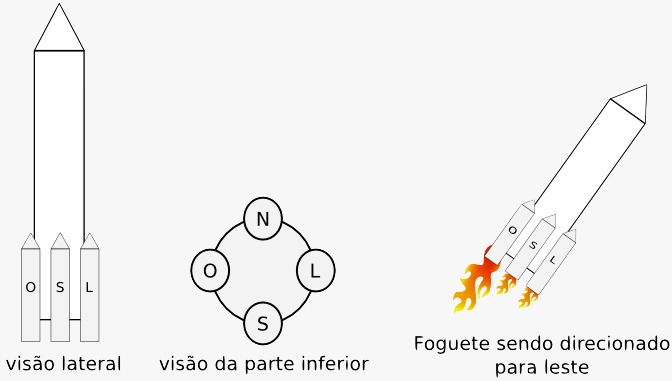 O S L
visão lateral
N
O L
S
visão da parte inferior
O
S
L
Foguete sendo direcionado
para leste